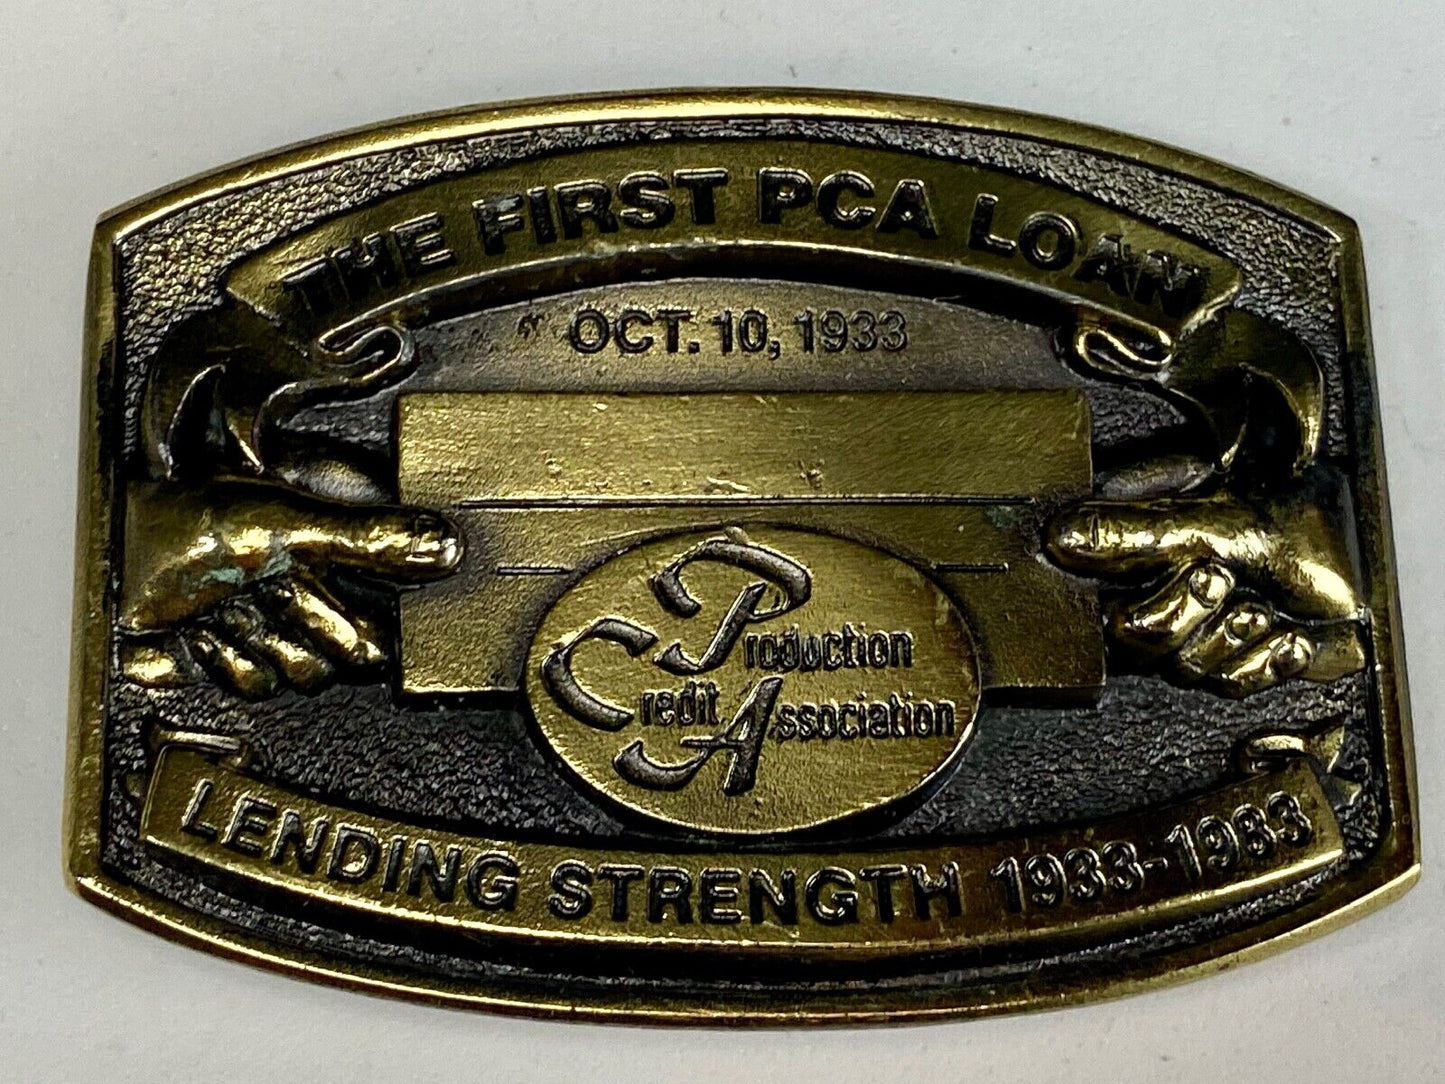 THE FIRST PCA LOAN
OCT. 10, 1933
Production
Credit Association
LENDING STRENGTH 1933-1983